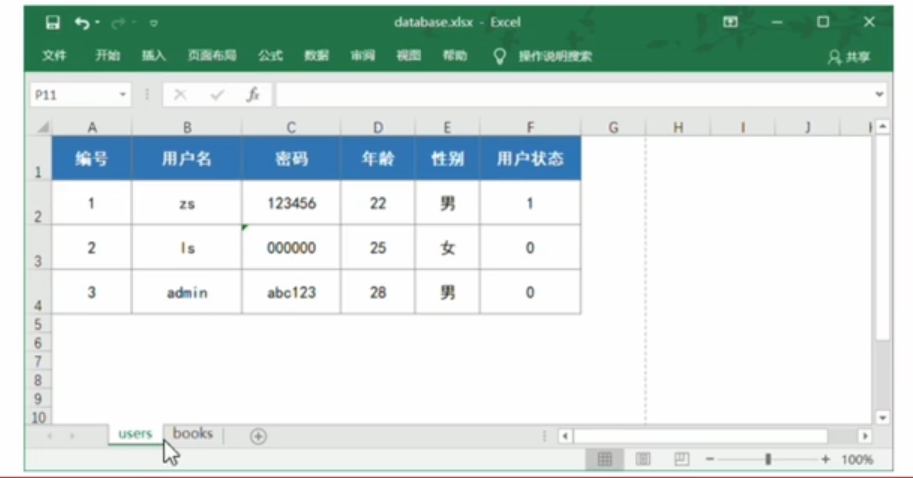 database.xlsx - Excel
文件 开始 插入 页面布局 公式 数据 审阅 视图 帮助 操作说明搜索 共享
P11 fx
A B C D E F G H I J
1 编号 用户名 密码 年龄 性别 用户状态
2 1 zs 123456 22 男 1
3 2 ls 000000 25 女 0
4 3 admin abc123 28 男 0
5
6
7
8
9
10
users books
100%